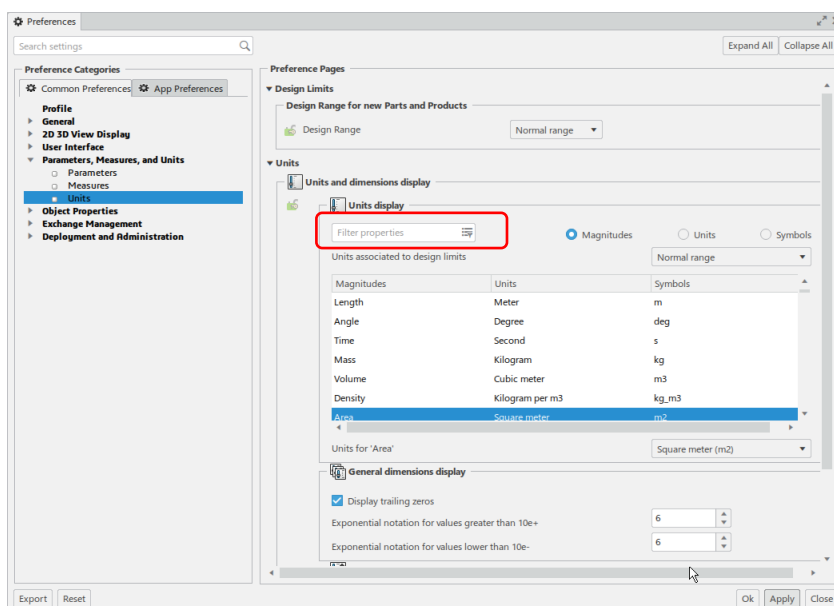 Preferences
Search settings
Expand All Collapse All
Preference Categories
Common Preferences App Preferences
Profile
General
2D 3D View Display
User Interface
Parameters, Measures, and Units
Parameters
Measures
Units
Object Properties
Exchange Management
Deployment and Administration
Preference Pages
Design Limits
Design Range for new Parts and Products
Design Range Normal range
Units
Units and dimensions display
Units display
Filter properties Magnitudes Units Symbols
Units associated to design limits Normal range
Magnitudes Units Symbols
Length Meter m
Angle Degree deg
Time Second s
Mass Kilogram kg
Volume Cubic meter m3
Density Kilogram per m3 kg_m3
Area Square meter m2
Units for 'Area' Square meter (m2)
General dimensions display
Display trailing zeros
Exponential notation for values greater than 10e+ 6
Exponential notation for values lower than 10e- 6
Export Reset Ok Apply Close